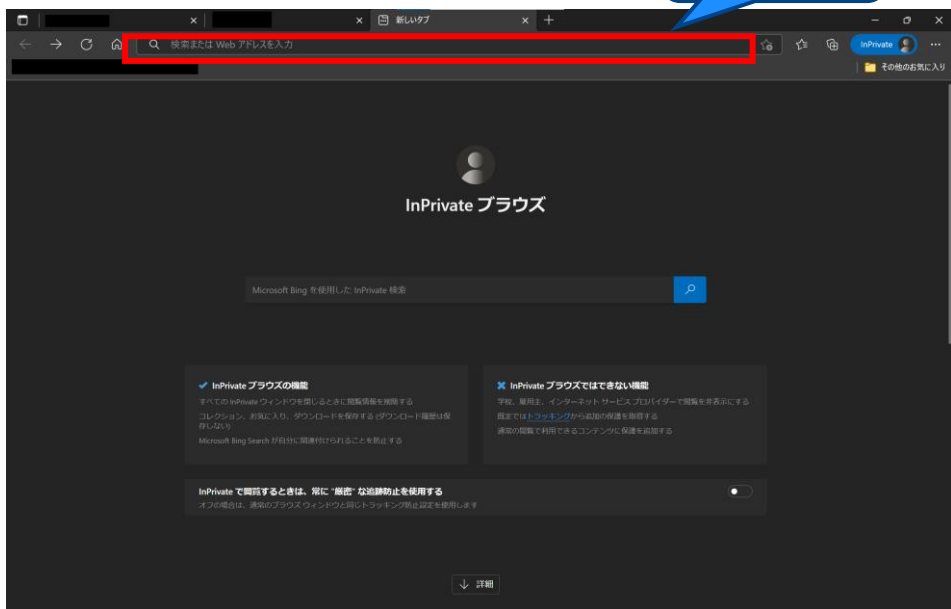 新しいタブ
検索または Web アドレスを入力
InPrivate
その他のお気に入り
InPrivate ブラウズ
Microsoft Bing を使用した InPrivate 検索
InPrivate ブラウズの機能
すべての InPrivate ウィンドウを閉じるときに閲覧情報を削除する
コレクション、お気に入り、ダウンロードを保存する (ダウンロード履歴は保
存しない)
Microsoft Bing Search が自分に関連付けられることを防止する
InPrivate ブラウズではできない機能
学校、雇用主、インターネット サービス プロバイダーで閲覧を非表示にする
既定ではトラッキングから追加の保護を取得する
通常の閲覧で利用できるコンテンツに保護を追加する
InPrivate で閲覧するときは、常に "厳密" な追跡防止を使用する
オフの場合は、通常のブラウズ ウィンドウと同じトラッキング防止設定を使用します
詳細